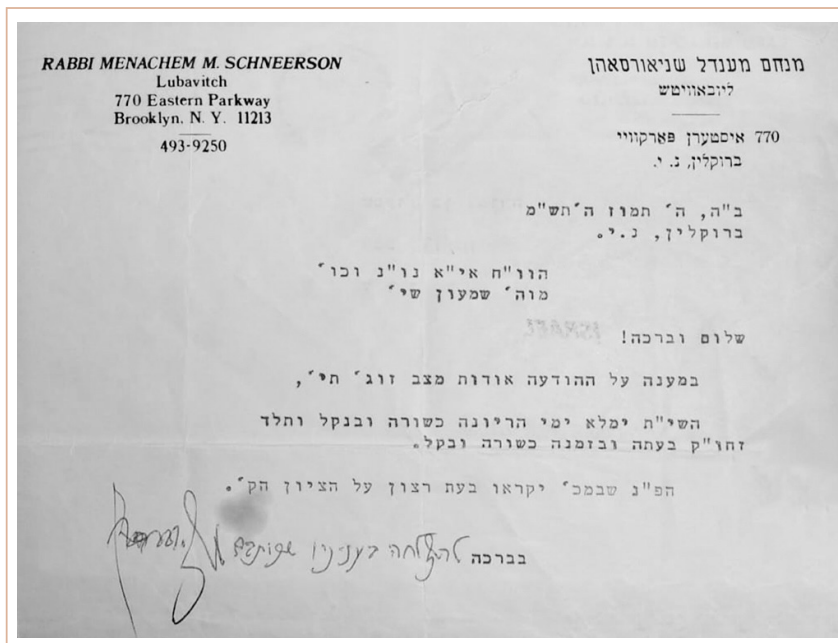 RABBI MENACHEM M. SCHNEERSON
Lubavitch
770 Eastern Parkway
Brooklyn, N. Y. 11213
493-9250
מנחם מענדל שניאורסאהן
ליובאוויטש
770 איסטערן פּאַרקוויי
ברוקלין, נ. י.
ב"ה, ה' תמוז ה'תש"מ
ברוקלין, נ.י.
הוו"ח אי"א נו"נ וכו'
מוה' שמעון שי'
שלום וברכה!
ISRAEL
במענה על ההודעה אודות מצב זוג' תי',
השי"ת ימלא ימי הריונה כשורה ובנקל ותלד
זחו"ק בעתה ובזמנה כשורה ובקל.
הפ"נ שבמכ' יקראו בעת רצון על הציון הק'.
בברכה